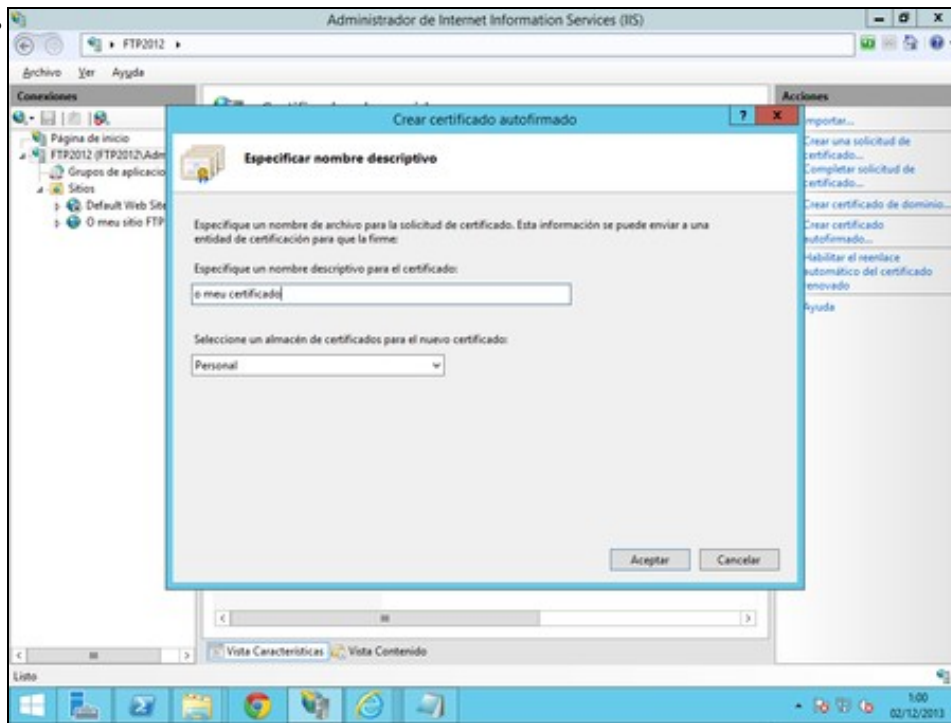 Administrador de Internet Information Services (IIS)
FTP2012
Archivo Ver Ayuda
Conexiones
Página de inicio
FTP2012 (FTP2012\Adm
Grupos de aplicacio
Sitios
Default Web Site
O meu sitio FTP
Crear certificado autofirmado
Especificar nombre descriptivo
Especifique un nombre de archivo para la solicitud de certificado. Esta información se puede enviar a una
entidad de certificación para que la firme:
Especifique un nombre descriptivo para el certificado:
o meu certificado
Seleccione un almacén de certificados para el nuevo certificado:
Personal
Aceptar Cancelar
Acciones
mportar...
Crear una solicitud de
certificado...
Completar solicitud de
certificado...
Crear certificado de dominio...
Crear certificado
autofirmado...
Habilitar el reenlace
automático del certificado
renovado
Ayuda
Vista Características Vista Contenido
Listo
1:00
02/12/2013